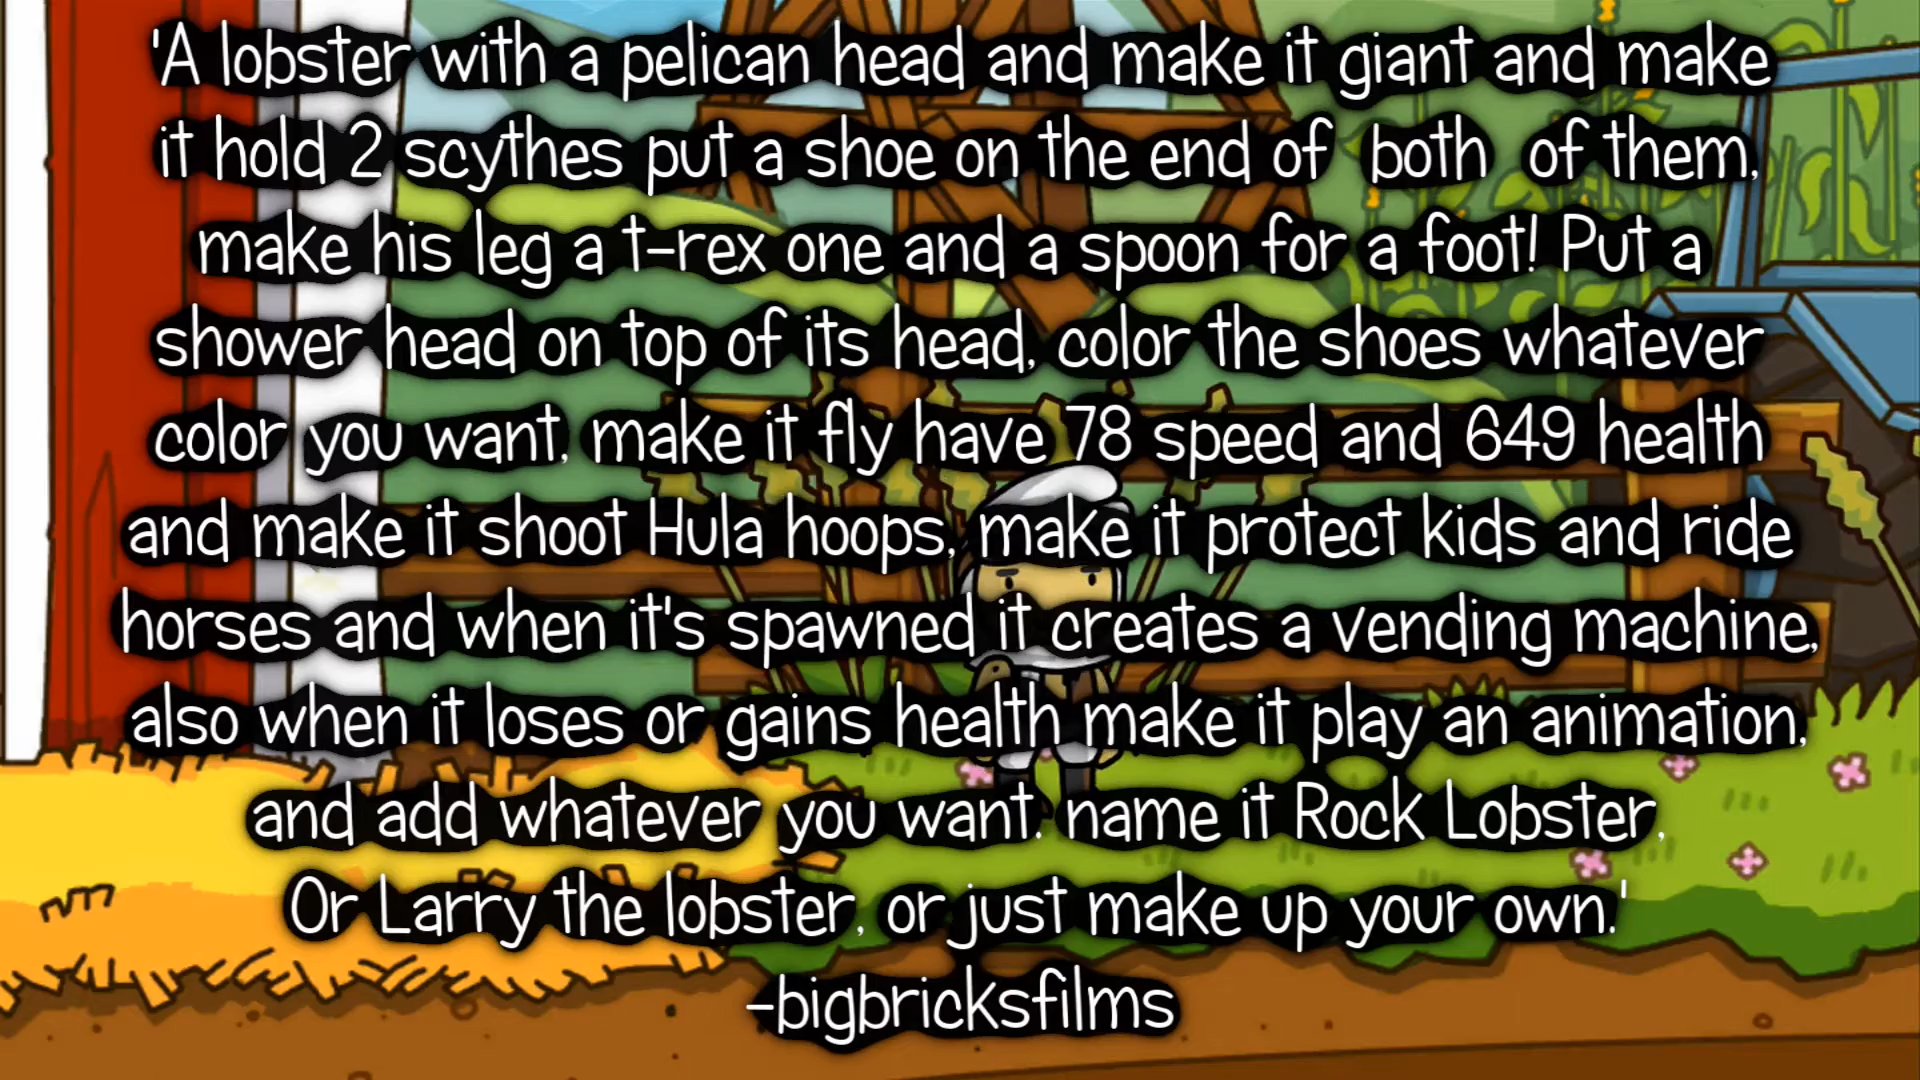 'A lobster with a pelican head and make it giant and make
it hold 2 scythes put a shoe on the end of both of them,
make his leg a t-rex one and a spoon for a foot! Put a
shower head on top of its head, color the shoes whatever
color you want, make it fly have 78 speed and 649 health
and make it shoot Hula hoops, make it protect kids and ride
horses and when it's spawned it creates a vending machine,
also when it loses or gains health make it play an animation,
and add whatever you want. name it Rock Lobster,
Or Larry the lobster, or just make up your own.'
-bigbricksfilms